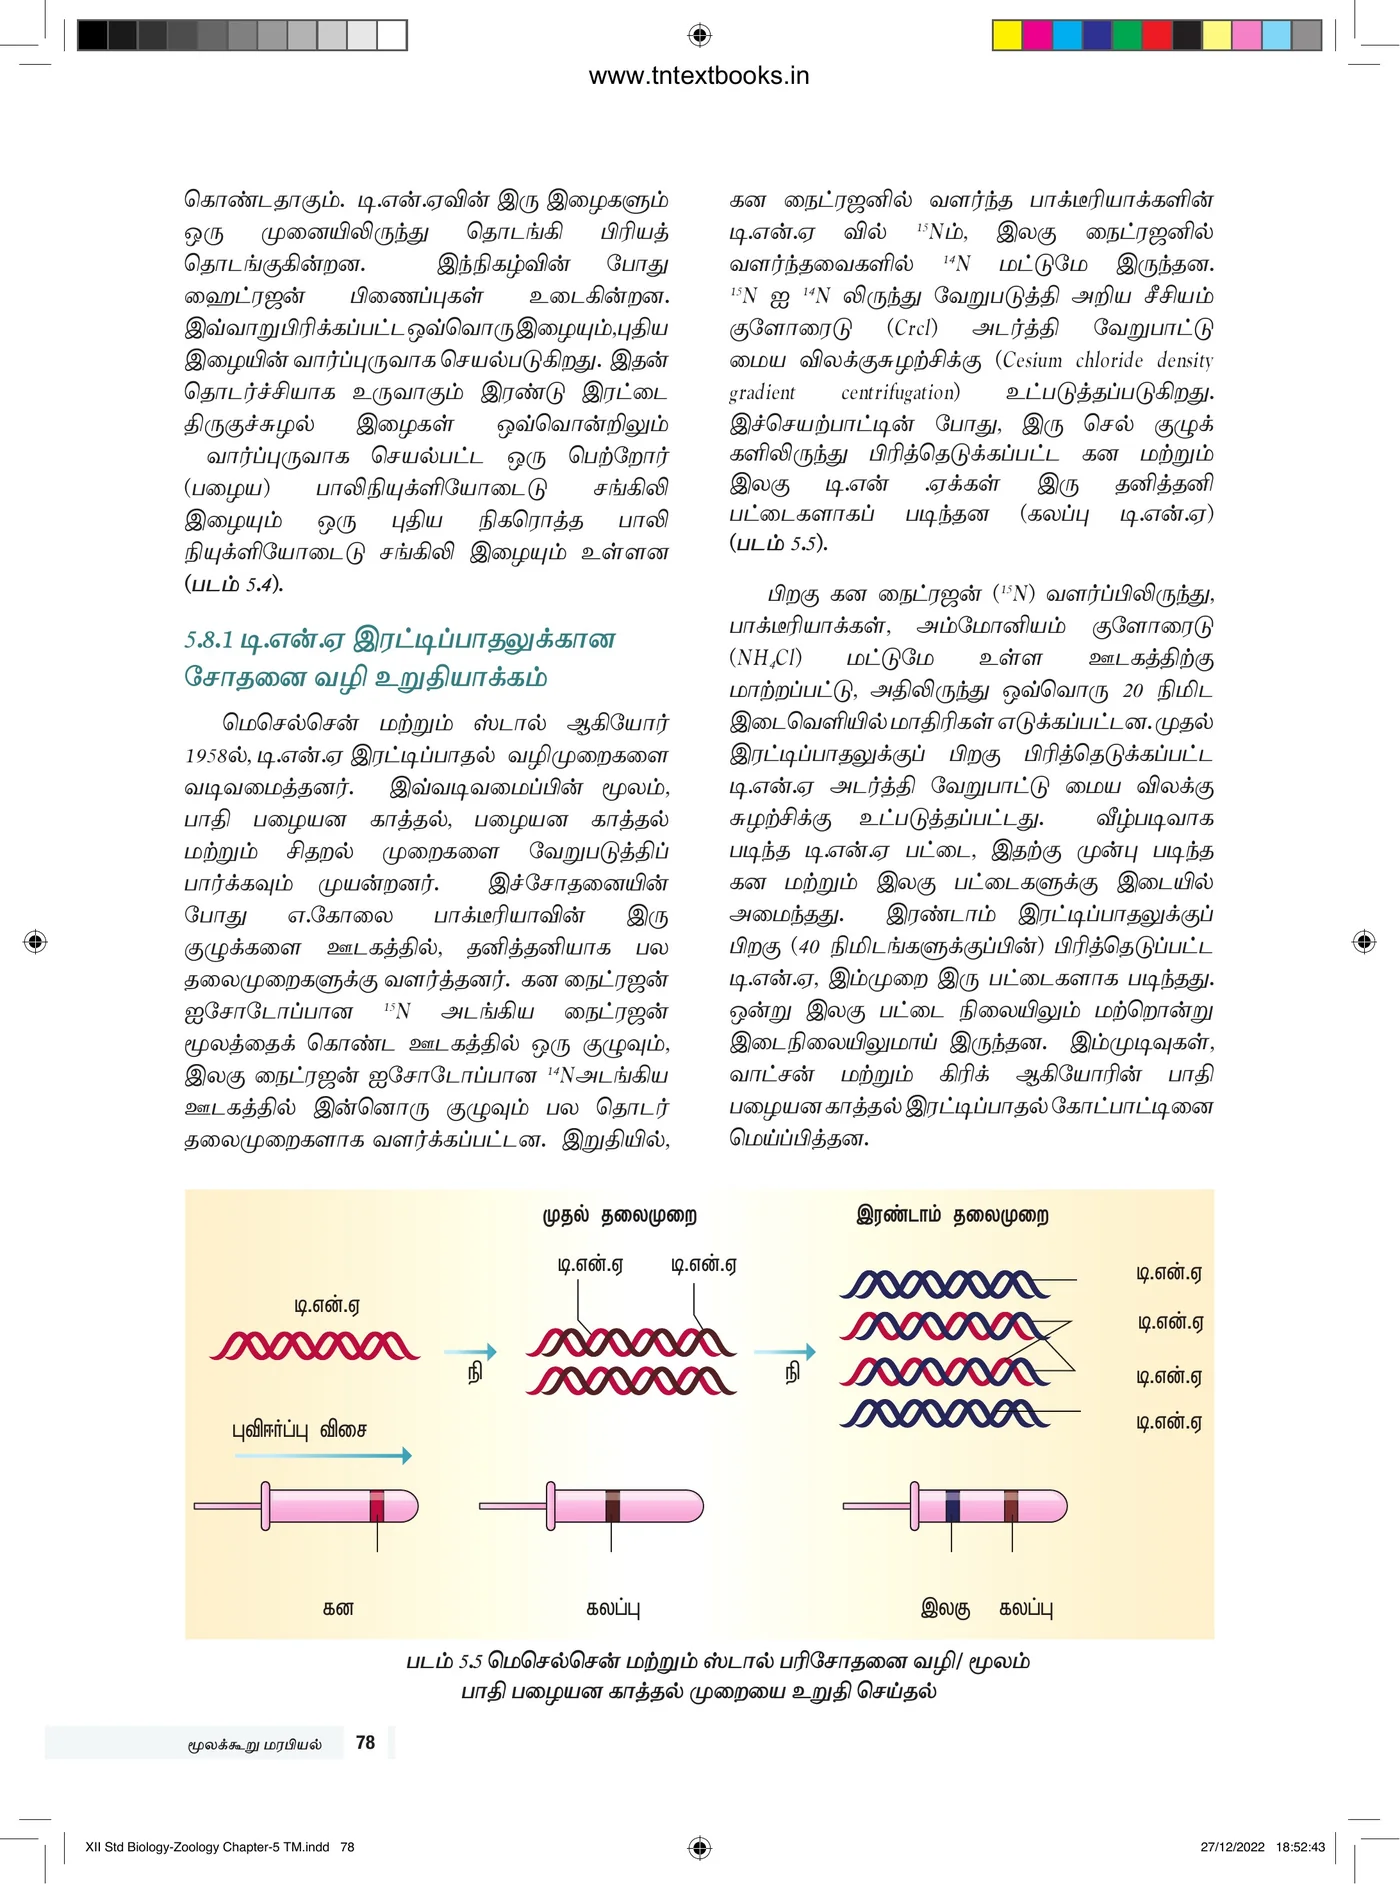 www.tntextbooks.in
கொண்டதாகும். டி.என்.ஏவின் இரு இழைகளும்
ஒரு முனையிலிருந்து தொடங்கி பிரியத்
தொடங்குகின்றன. இந்நிகழ்வின் போது
ஹைட்ரஜன் பிணைப்புகள் உடைகின்றன.
இவ்வாறுபிரிக்கப்பட்ட ஒவ்வொரு இழையும்,புதிய
இழையின் வார்ப்புருவாக செயல்படுகிறது. இதன்
தொடர்ச்சியாக உருவாகும் இரண்டு இரட்டை
திருகுச்சுழல் இழைகள் ஒவ்வொன்றிலும்
வார்ப்புருவாக செயல்பட்ட ஒரு பெற்றோர்
(பழைய) பாலிநியுக்ளியோடைடு சங்கிலி
இழையும் ஒரு புதிய நிகரொத்த பாலி
நியுக்ளியோடைடு சங்கிலி இழையும் உள்ளன
(படம் 5.4).
5.8.1 டி.என்.ஏ இரட்டிப்பாதலுக்கான
சோதனை வழி உறுதியாக்கம்
மெசெல்சென் மற்றும் ஸ்டால் ஆகியோர்
1958ல், டி.என்.ஏ இரட்டிப்பாதல் வழிமுறைகளை
வடிவமைத்தனர். இவ்வடிவமைப்பின் மூலம்,
பாதி பழையன காத்தல், பழையன காத்தல்
மற்றும் சிதறல் முறைகளை வேறுபடுத்திப்
பார்க்கவும் முயன்றனர். இச்சோதனையின்
போது எ.கோலை பாக்டீரியாவின் இரு
குழுக்களை ஊடகத்தில், தனித்தனியாக பல
தலைமுறைகளுக்கு வளர்த்தனர். கன நைட்ரஜன்
ஐசோடோப்பான ¹⁵N அடங்கிய நைட்ரஜன்
மூலத்தைக் கொண்ட ஊடகத்தில் ஒரு குழுவும்,
இலகு நைட்ரஜன் ஐசோடோப்பான ¹⁴Nஅடங்கிய
ஊடகத்தில் இன்னொரு குழுவும் பல தொடர்
தலைமுறைகளாக வளர்க்கப்பட்டன. இறுதியில்,
கன நைட்ரஜனில் வளர்ந்த பாக்டீரியாக்களின்
டி.என்.ஏ வில் ¹⁵Nம், இலகு நைட்ரஜனில்
வளர்ந்தவைகளில் ¹⁴N மட்டுமே இருந்தன.
¹⁵N ஐ ¹⁴N லிருந்து வேறுபடுத்தி அறிய சீசியம்
குளோரைடு (Crcl) அடர்த்தி வேறுபாட்டு
மைய விலக்குசுழற்சிக்கு (Cesium chloride density
gradient centrifugation) உட்படுத்தப்படுகிறது.
இச்செயற்பாட்டின் போது, இரு செல் குழுக்
களிலிருந்து பிரித்தெடுக்கப்பட்ட கன மற்றும்
இலகு டி.என் .ஏக்கள் இரு தனித்தனி
பட்டைகளாகப் படிந்தன (கலப்பு டி.என்.ஏ)
(படம் 5.5).
பிறகு கன நைட்ரஜன் (¹⁵N) வளர்ப்பிலிருந்து,
பாக்டீரியாக்கள், அம்மோனியம் குளோரைடு
(NH₄Cl) மட்டுமே உள்ள ஊடகத்திற்கு
மாற்றப்பட்டு, அதிலிருந்து ஒவ்வொரு 20 நிமிட
இடைவெளியில் மாதிரிகள் எடுக்கப்பட்டன. முதல்
இரட்டிப்பாதலுக்குப் பிறகு பிரித்தெடுக்கப்பட்ட
டி.என்.ஏ அடர்த்தி வேறுபாட்டு மைய விலக்கு
சுழற்சிக்கு உட்படுத்தப்பட்டது. வீழ்படிவாக
படிந்த டி.என்.ஏ பட்டை, இதற்கு முன்பு படிந்த
கன மற்றும் இலகு பட்டைகளுக்கு இடையில்
அமைந்தது. இரண்டாம் இரட்டிப்பாதலுக்குப்
பிறகு (40 நிமிடங்களுக்குப்பின்) பிரித்தெடுப்பட்ட
டி.என்.ஏ, இம்முறை இரு பட்டைகளாக படிந்தது.
ஒன்று இலகு பட்டை நிலையிலும் மற்றொன்று
இடைநிலையிலுமாய் இருந்தன. இம்முடிவுகள்,
வாட்சன் மற்றும் கிரிக் ஆகியோரின் பாதி
பழையன காத்தல் இரட்டிப்பாதல் கோட்பாட்டினை
மெய்ப்பித்தன.
முதல் தலைமுறை இரண்டாம் தலைமுறை
டி.என்.ஏ டி.என்.ஏ டி.என்.ஏ
டி.என்.ஏ
டி.என்.ஏ
நி நி டி.என்.ஏ
டி.என்.ஏ
புவிஈர்ப்பு விசை
கன கலப்பு இலகு கலப்பு
படம் 5.5 மெசெல்சென் மற்றும் ஸ்டால் பரிசோதனை வழி/ மூலம்
பாதி பழையன காத்தல் முறையை உறுதி செய்தல்
மூலக்கூறு மரபியல் 78
XII Std Biology-Zoology Chapter-5 TM.indd 78 27/12/2022 18:52:43